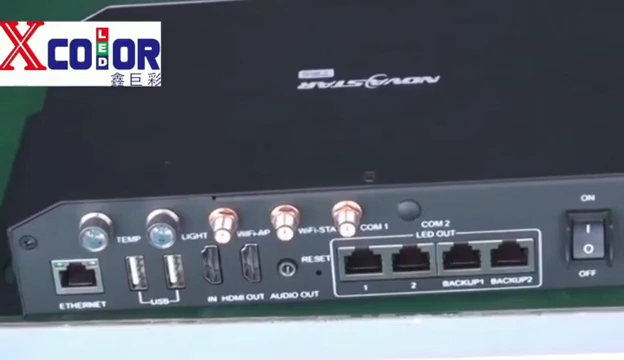 XCOLOR
LED
鑫巨彩
NOVASTAR
TEMP
LIGHT
WiFi-AP
WiFi-STA
COM 1
COM 2
ON
LED OUT
RESET
ETHERNET
USB
IN HDMI OUT
AUDIO OUT
1
2
BACKUP1
BACKUP2
OFF